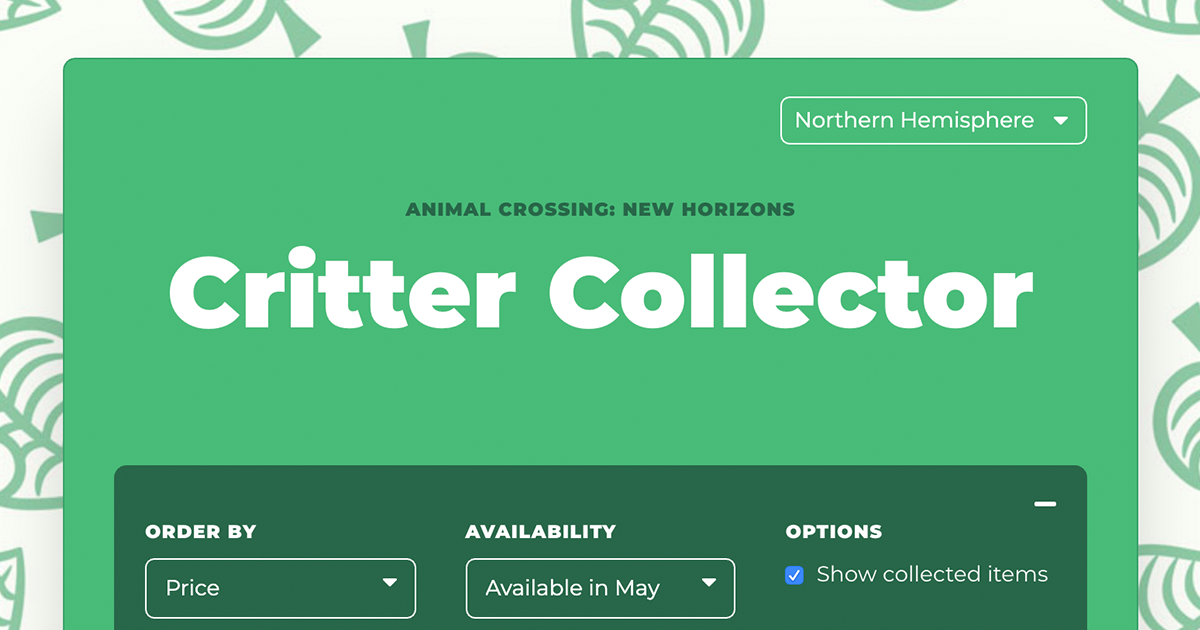 Northern Hemisphere
ANIMAL CROSSING: NEW HORIZONS
Critter Collector
ORDER BY
Price
AVAILABILITY
Available in May
OPTIONS
Show collected items